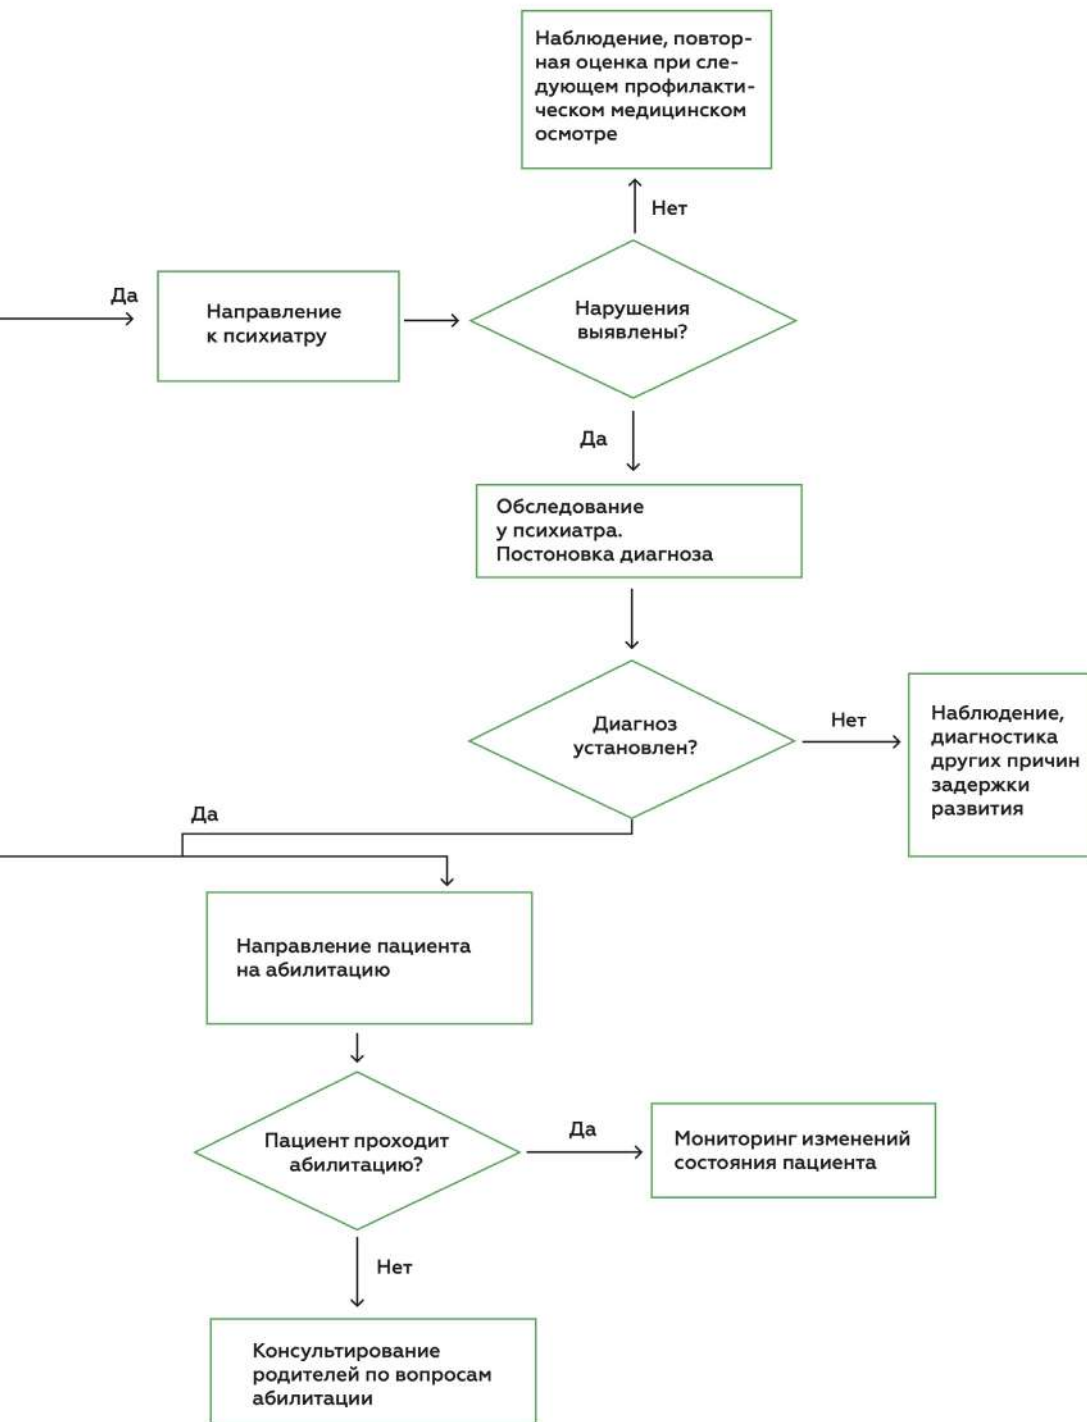 Наблюдение, повтор-
ная оценка при сле-
дующем профилакти-
ческом медицинском
осмотре
Нет
Да
Направление
к психиатру
Нарушения
выявлены?
Да
Обследование
у психиатра.
Постоновка диагноза
Диагноз
установлен?
Нет
Наблюдение,
диагностика
других причин
задержки
развития
Да
Направление пациента
на абилитацию
Пациент проходит
абилитацию?
Да
Мониторинг изменений
состояния пациента
Нет
Консультирование
родителей по вопросам
абилитации